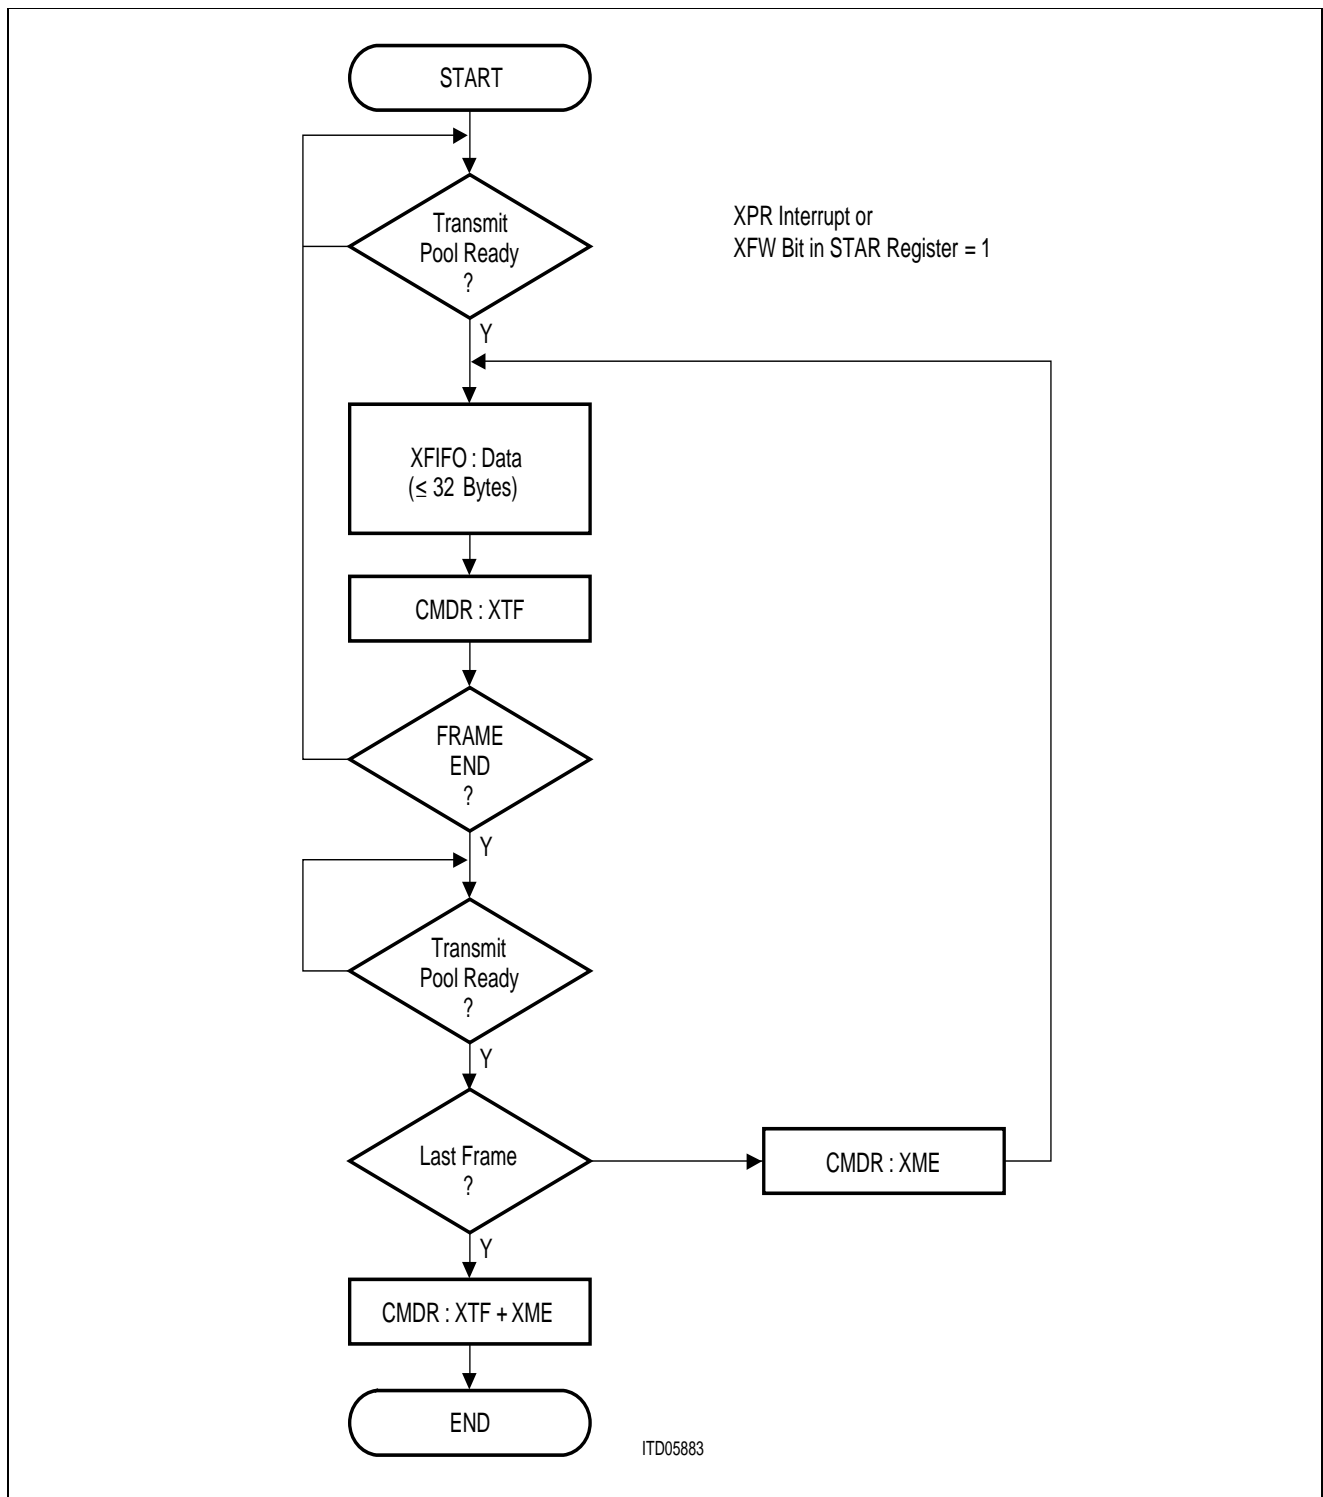 START
Transmit
Pool Ready
?
XPR Interrupt or
XFW Bit in STAR Register = 1
Y
XFIFO : Data
(≤ 32 Bytes)
CMDR : XTF
FRAME
END
?
Y
Transmit
Pool Ready
?
Y
Last Frame
?
CMDR : XME
Y
CMDR : XTF + XME
END
ITD05883